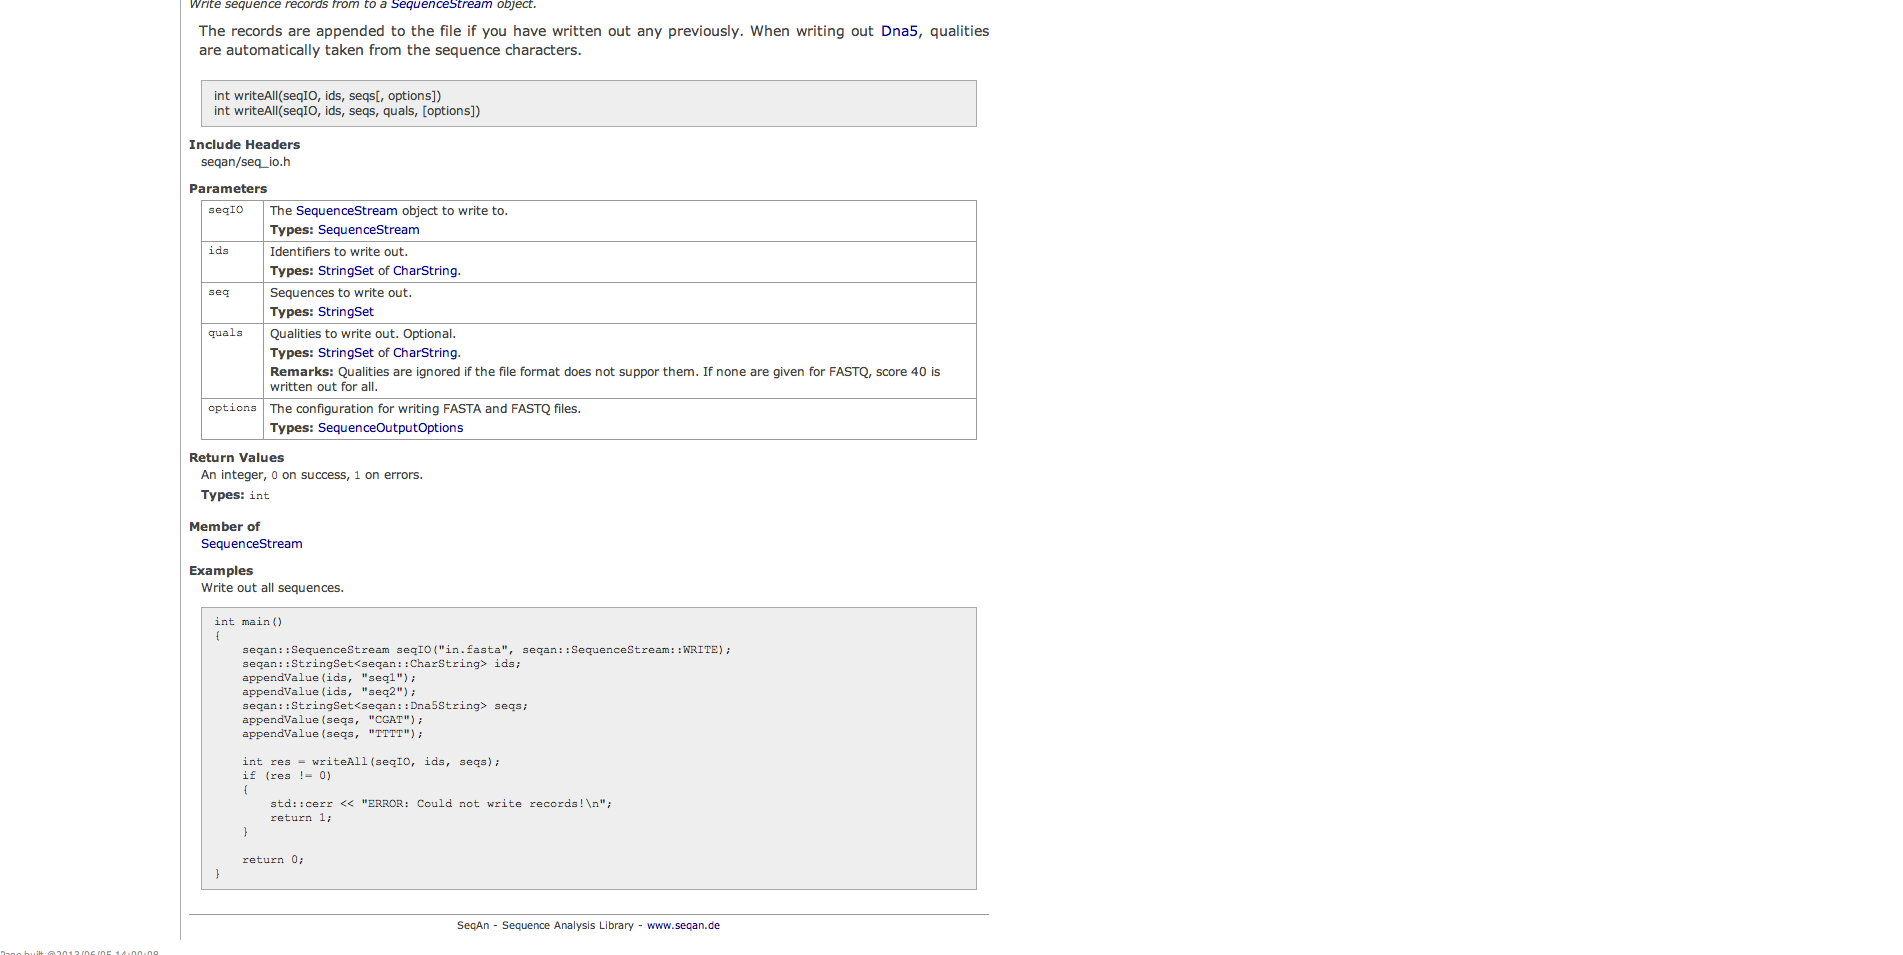 Write sequence records from to a SequenceStream object.
The records are appended to the file if you have written out any previously. When writing out Dna5, qualities
are automatically taken from the sequence characters.
int writeAll(seqIO, ids, seqs[, options])
int writeAll(seqIO, ids, seqs, quals, [options])
Include Headers
seqan/seq_io.h
Parameters
seqIO The SequenceStream object to write to.
Types: SequenceStream
ids Identifiers to write out.
Types: StringSet of CharString.
seq Sequences to write out.
Types: StringSet
quals Qualities to write out. Optional.
Types: StringSet of CharString.
Remarks: Qualities are ignored if the file format does not suppor them. If none are given for FASTQ, score 40 is
written out for all.
options The configuration for writing FASTA and FASTQ files.
Types: SequenceOutputOptions
Return Values
An integer, 0 on success, 1 on errors.
Types: int
Member of
SequenceStream
Examples
Write out all sequences.
int main()
{
    seqan::SequenceStream seqIO("in.fasta", seqan::SequenceStream::WRITE);
    seqan::StringSet<seqan::CharString> ids;
    appendValue(ids, "seq1");
    appendValue(ids, "seq2");
    seqan::StringSet<seqan::Dna5String> seqs;
    appendValue(seqs, "CGAT");
    appendValue(seqs, "TTTT");
    int res = writeAll(seqIO, ids, seqs);
    if (res != 0)
    {
        std::cerr << "ERROR: Could not write records!\n";
        return 1;
    }
    return 0;
}
SeqAn - Sequence Analysis Library - www.seqan.de
Page built @2013/06/05 14:00:08